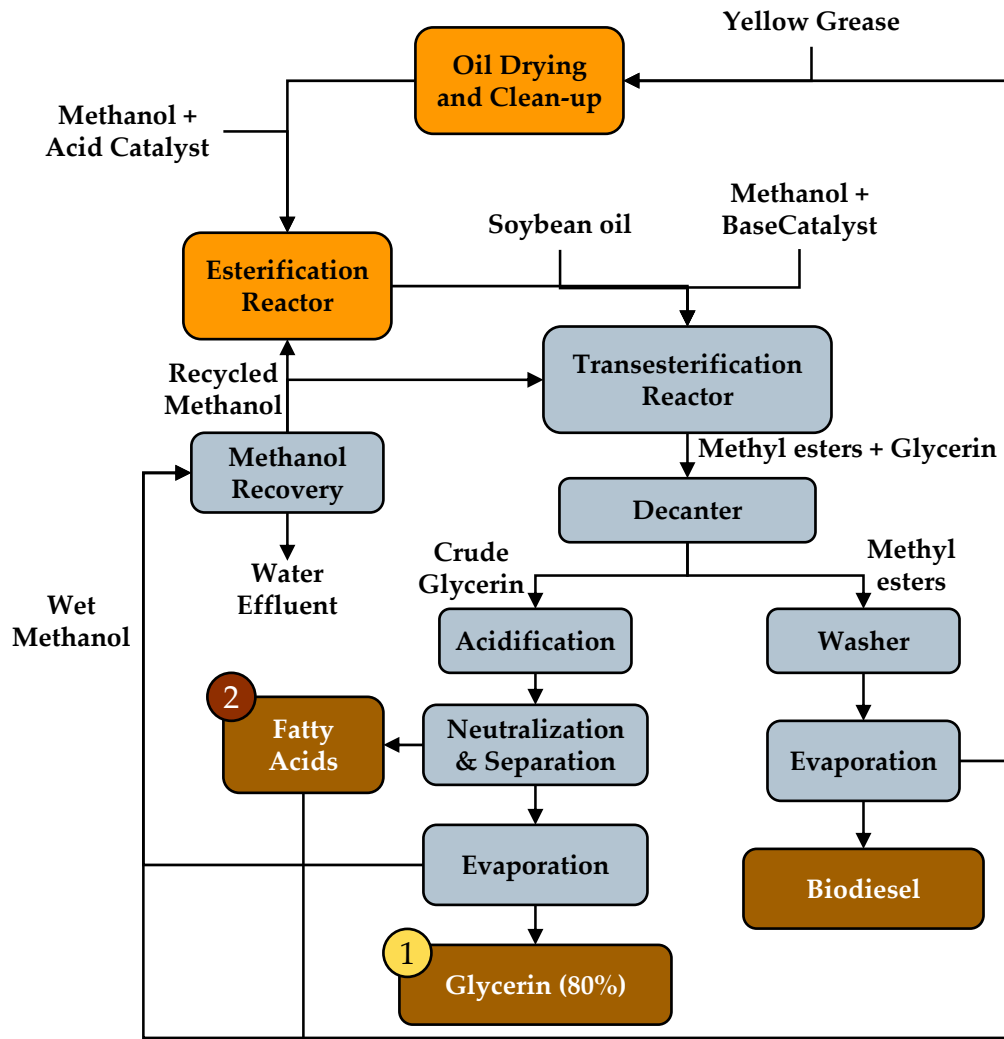 Yellow Grease
Oil Drying
and Clean-up
Methanol +
Acid Catalyst
Methanol +
BaseCatalyst
Soybean oil
Esterification
Reactor
Transesterification
Reactor
Recycled
Methanol
Methyl esters + Glycerin
Methanol
Recovery
Decanter
Crude
Glycerin
Methyl
esters
Water
Effluent
Wet
Methanol
Acidification
Washer
2
Fatty
Acids
Neutralization
& Separation
Evaporation
Evaporation
Biodiesel
1
Glycerin (80%)